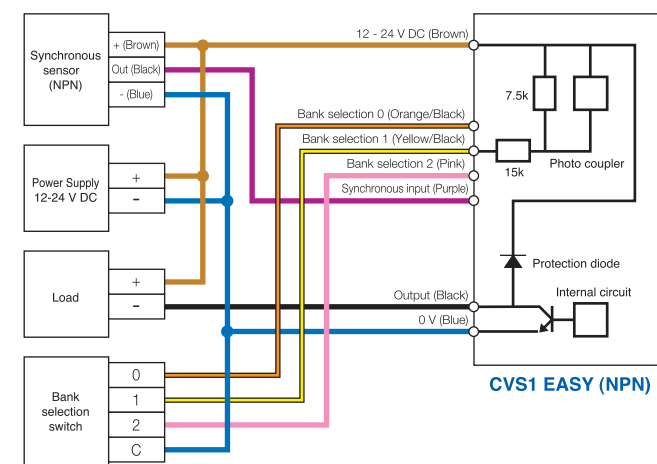 Synchronous
sensor
(NPN)
+ (Brown)
Out (Black)
- (Blue)
Power Supply
12-24 V DC
+
-
Load
+
-
Bank
selection
switch
0
1
2
C
12 - 24 V DC (Brown)
Bank selection 0 (Orange/Black)
Bank selection 1 (Yellow/Black)
Bank selection 2 (Pink)
Synchronous input (Purple)
Output (Black)
0 V (Blue)
7.5k
15k
Photo coupler
Protection diode
Internal circuit
CVS1 EASY (NPN)